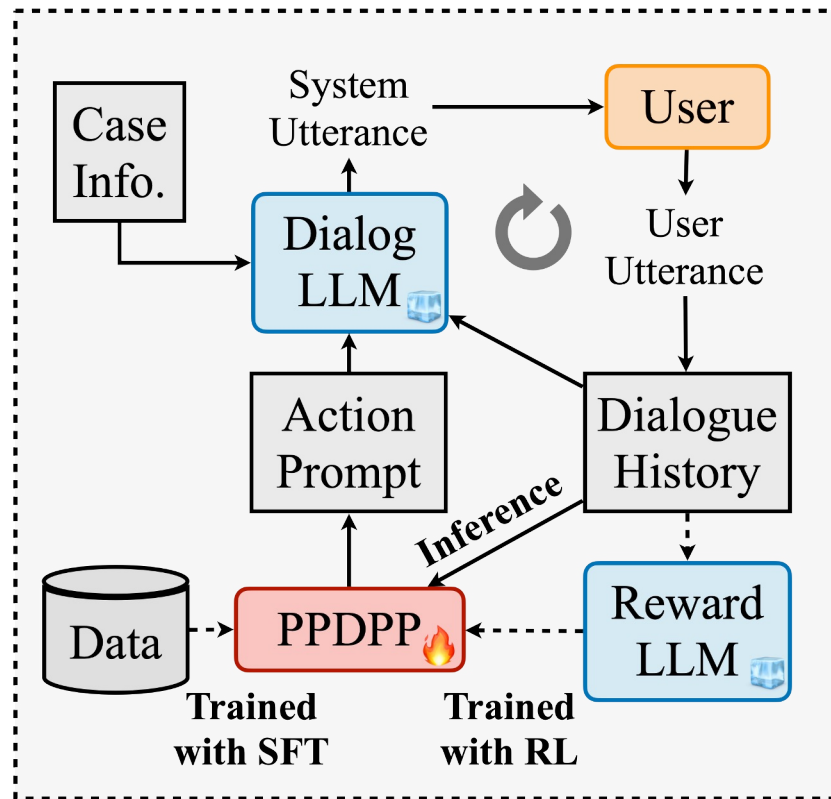 Case
Info.
System
Utterance
User
Dialog
LLM
User
Utterance
Action
Prompt
Dialogue
History
Inference
Data
PPDPP
Reward
LLM
Trained
with SFT
Trained
with RL